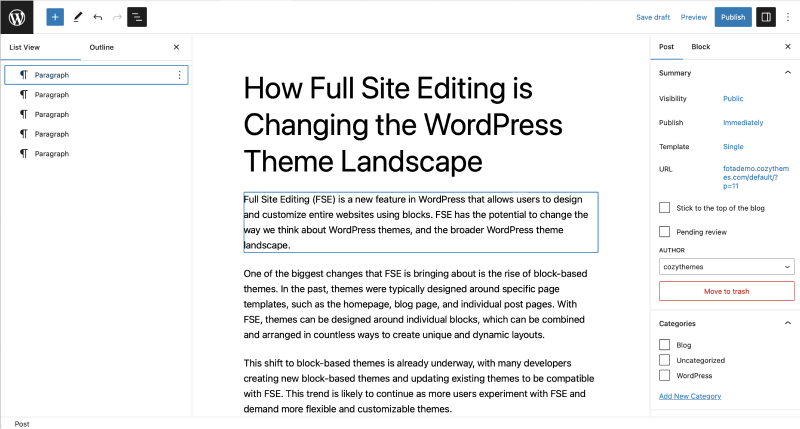 Save draft
Preview
Publish
List View
Outline
Post
Block
Paragraph
Paragraph
Paragraph
Paragraph
Paragraph
How Full Site Editing is
Changing the WordPress
Theme Landscape
Full Site Editing (FSE) is a new feature in WordPress that allows users to design
and customize entire websites using blocks. FSE has the potential to change the
way we think about WordPress themes, and the broader WordPress theme
landscape.
One of the biggest changes that FSE is bringing about is the rise of block-based
themes. In the past, themes were typically designed around specific page
templates, such as the homepage, blog page, and individual post pages. With
FSE, themes can be designed around individual blocks, which can be combined
and arranged in countless ways to create unique and dynamic layouts.
This shift to block-based themes is already underway, with many developers
creating new block-based themes and updating existing themes to be compatible
with FSE. This trend is likely to continue as more users experiment with FSE and
demand more flexible and customizable themes.
Summary
Visibility
Public
Publish
Immediately
Template
Single
URL
fotademo.cozythem
es.com/default/?
p=11
Stick to the top of the blog
Pending review
AUTHOR
cozythemes
Move to trash
Categories
Blog
Uncategorized
WordPress
Add New Category
Post